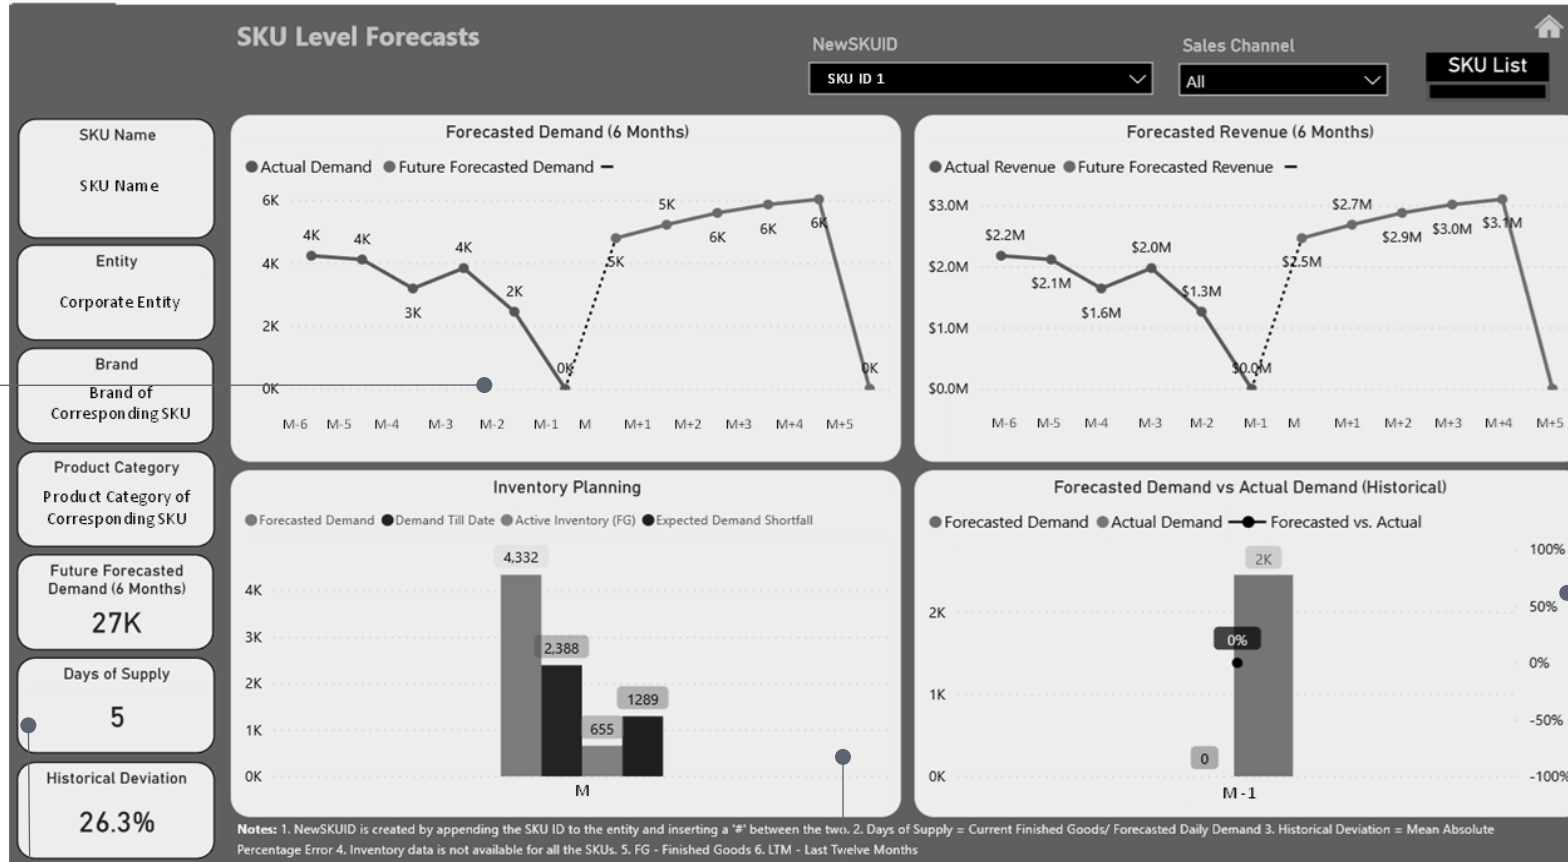 SKU Level Forecasts
NewSKUID
SKU ID 1
Sales Channel
All
SKU List
SKU Name
SKU Name
Entity
Corporate Entity
Brand
Brand of
Corresponding SKU
Product Category
Product Category of
Corresponding SKU
Future Forecasted
Demand (6 Months)
27K
Days of Supply
5
Historical Deviation
26.3%
Forecasted Demand (6 Months)
Actual Demand Future Forecasted Demand
6K
4K
2K
0K
4K 4K 3K 4K 2K 0K 5K 5K 6K 6K 6K 0K
M-6 M-5 M-4 M-3 M-2 M-1 M M+1 M+2 M+3 M+4 M+5
Forecasted Revenue (6 Months)
Actual Revenue Future Forecasted Revenue
$3.0M
$2.0M
$1.0M
$0.0M
$2.2M $2.1M $1.6M $2.0M $1.3M $0.0M $2.5M $2.7M $2.9M $3.0M $3.1M
M-6 M-5 M-4 M-3 M-2 M-1 M M+1 M+2 M+3 M+4 M+5
Inventory Planning
Forecasted Demand Demand Till Date Active Inventory (FG) Expected Demand Shortfall
4K
3K
2K
1K
0K
4,332
2,388
655
1289
M
Forecasted Demand vs Actual Demand (Historical)
Forecasted Demand Actual Demand Forecasted vs. Actual
2K
1K
0K
2K
0%
0
100%
50%
0%
-50%
-100%
M -1
Notes: 1. NewSKUID is created by appending the SKU ID to the entity and inserting a '#' between the two. 2. Days of Supply = Current Finished Goods/ Forecasted Daily Demand 3. Historical Deviation = Mean Absolute
Percentage Error 4. Inventory data is not available for all the SKUs. 5. FG - Finished Goods 6. LTM - Last Twelve Months